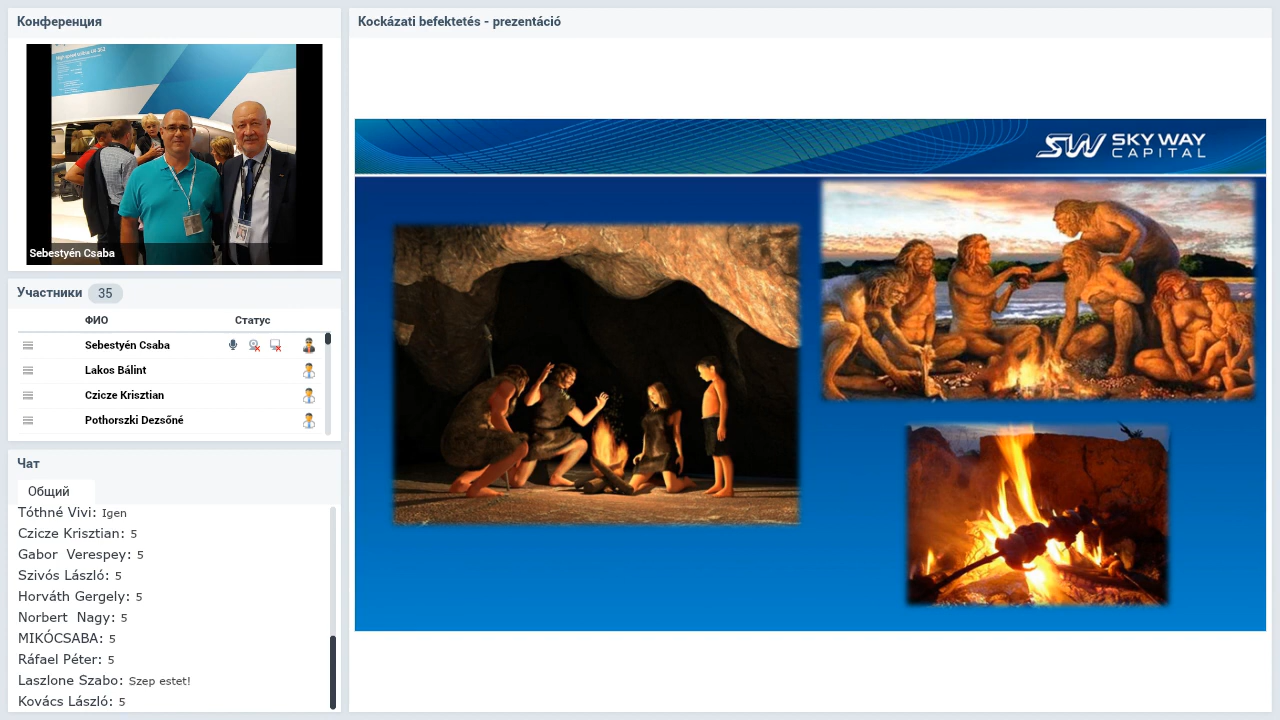 Конференция
Sebestyén Csaba
Участники 35
ФИО Статус
Sebestyén Csaba
Lakos Bálint
Czicze Krisztian
Pothorszki Dezsőné
Чат
Общий
Tóthné Vivi: Igen
Czicze Krisztian: 5
Gabor Verespey: 5
Szivós László: 5
Horváth Gergely: 5
Norbert Nagy: 5
MIKÓCSABA: 5
Ráfael Péter: 5
Laszlone Szabo: Szep estet!
Kovács László: 5
Kockázati befektetés - prezentáció
SW SKY WAY
CAPITAL